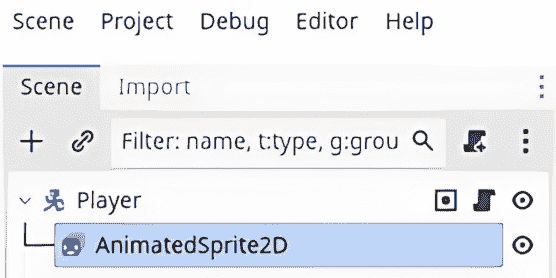 Scene Project Debug Editor Help
Scene Import
Filter: name, t:type, g:grou
Player
AnimatedSprite2D